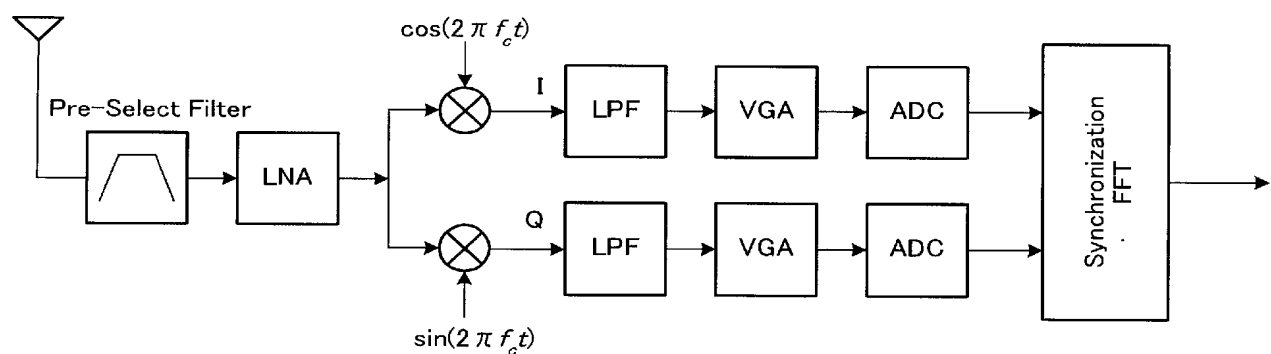 cos(2 π f_c t)
Pre-Select Filter
I
LPF
VGA
ADC
LNA
Q
LPF
VGA
ADC
sin(2 π f_c t)
Synchronization
FFT